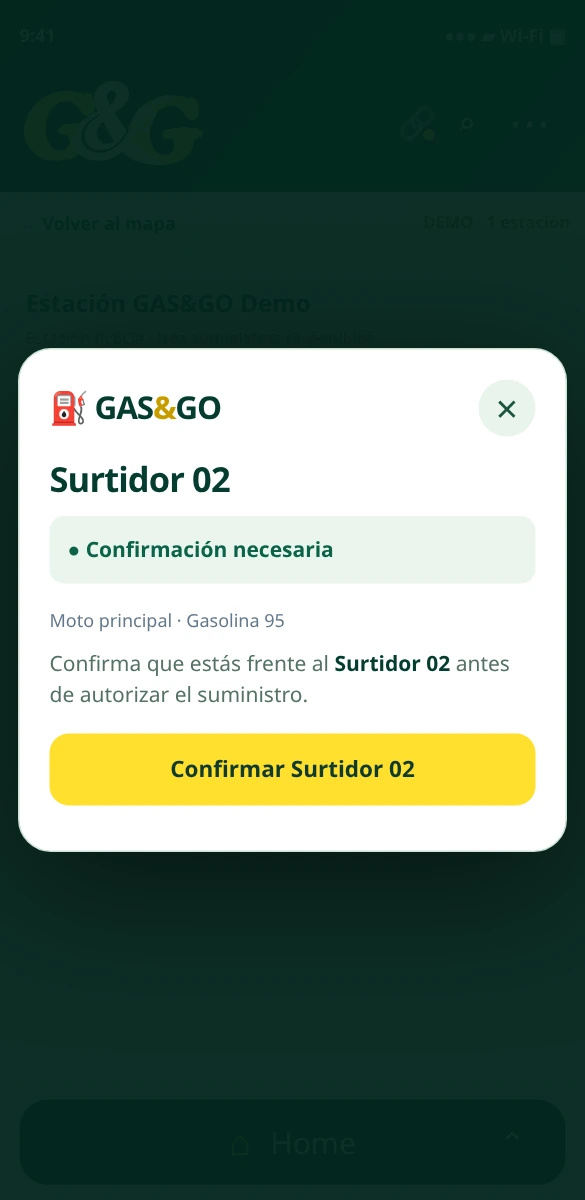 9:41
Wi-Fi
G&G
← Volver al mapa
DEMO · 1 estación
Estación GAS&GO Demo
GAS&GO
×
Surtidor 02
• Confirmación necesaria
Moto principal · Gasolina 95
Confirma que estás frente al Surtidor 02 antes
de autorizar el suministro.
Confirmar Surtidor 02
Home